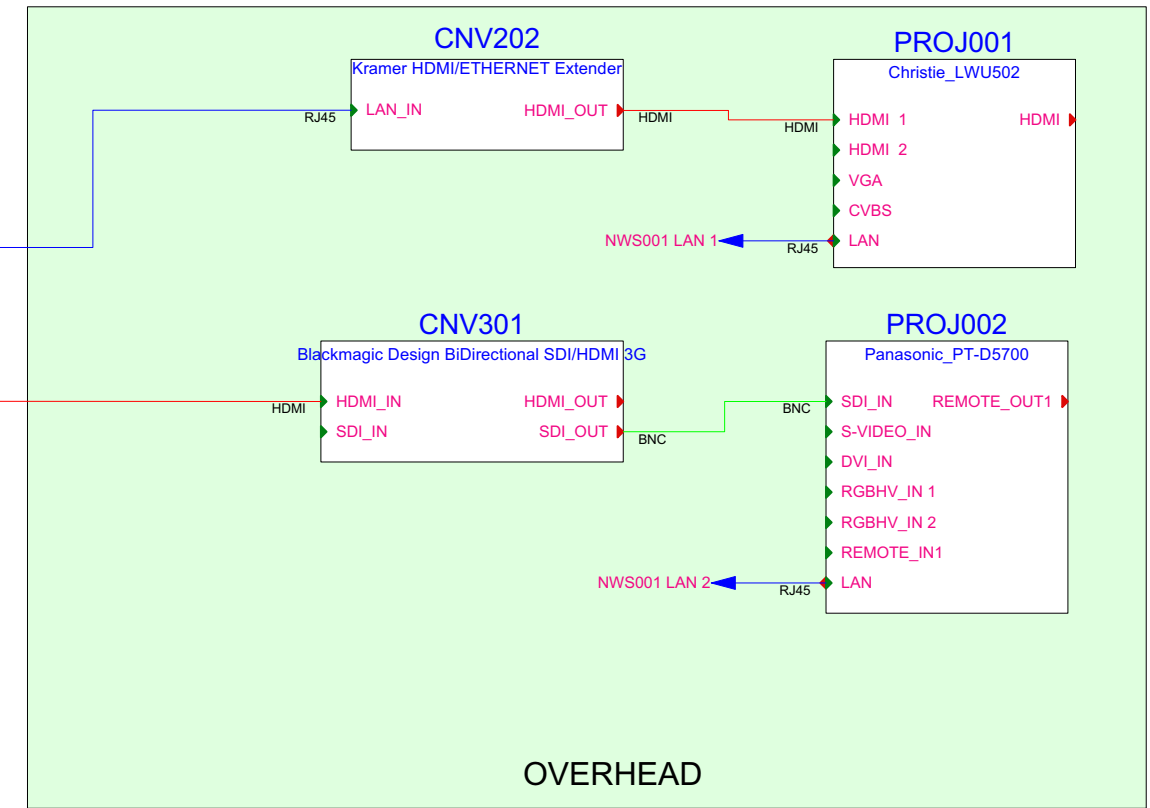 CNV202
Kramer HDMI/ETHERNET Extender
RJ45
LAN_IN
HDMI_OUT
HDMI
PROJ001
Christie_LWU502
HDMI
HDMI 1
HDMI
HDMI 2
VGA
CVBS
NWS001 LAN 1
RJ45
LAN
CNV301
Blackmagic Design BiDirectional SDI/HDMI 3G
HDMI
HDMI_IN
HDMI_OUT
SDI_IN
SDI_OUT
BNC
PROJ002
Panasonic_PT-D5700
BNC
SDI_IN
REMOTE_OUT1
S-VIDEO_IN
DVI_IN
RGBHV_IN 1
RGBHV_IN 2
REMOTE_IN1
NWS001 LAN 2
RJ45
LAN
OVERHEAD